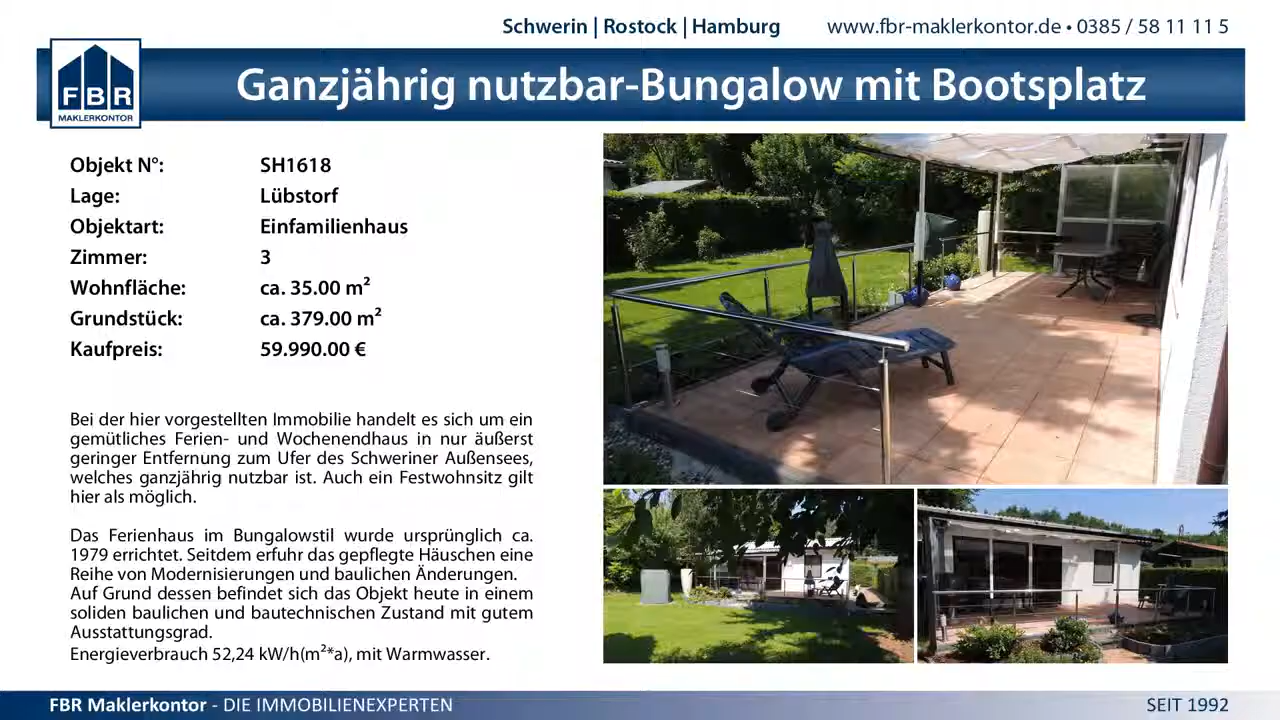 Schwerin | Rostock | Hamburg www.fbr-maklerkontor.de • 0385 / 58 11 11 5
FBR
MAKLERKONTOR
Ganzjährig nutzbar-Bungalow mit Bootsplatz
Objekt N°: SH1618
Lage: Lübstorf
Objektart: Einfamilienhaus
Zimmer: 3
Wohnfläche: ca. 35.00 m²
Grundstück: ca. 379.00 m²
Kaufpreis: 59.990.00 €
Bei der hier vorgestellten Immobilie handelt es sich um ein
gemütliches Ferien- und Wochenendhaus in nur äußerst
geringer Entfernung zum Ufer des Schweriner Außensees,
welches ganzjährig nutzbar ist. Auch ein Festwohnsitz gilt
hier als möglich.
Das Ferienhaus im Bungalowstil wurde ursprünglich ca.
1979 errichtet. Seitdem erfuhr das gepflegte Häuschen eine
Reihe von Modernisierungen und baulichen Änderungen.
Auf Grund dessen befindet sich das Objekt heute in einem
soliden baulichen und bautechnischen Zustand mit gutem
Ausstattungsgrad.
Energieverbrauch 52,24 kW/h(m²*a), mit Warmwasser.
FBR Maklerkontor - DIE IMMOBILIENEXPERTEN SEIT 1992